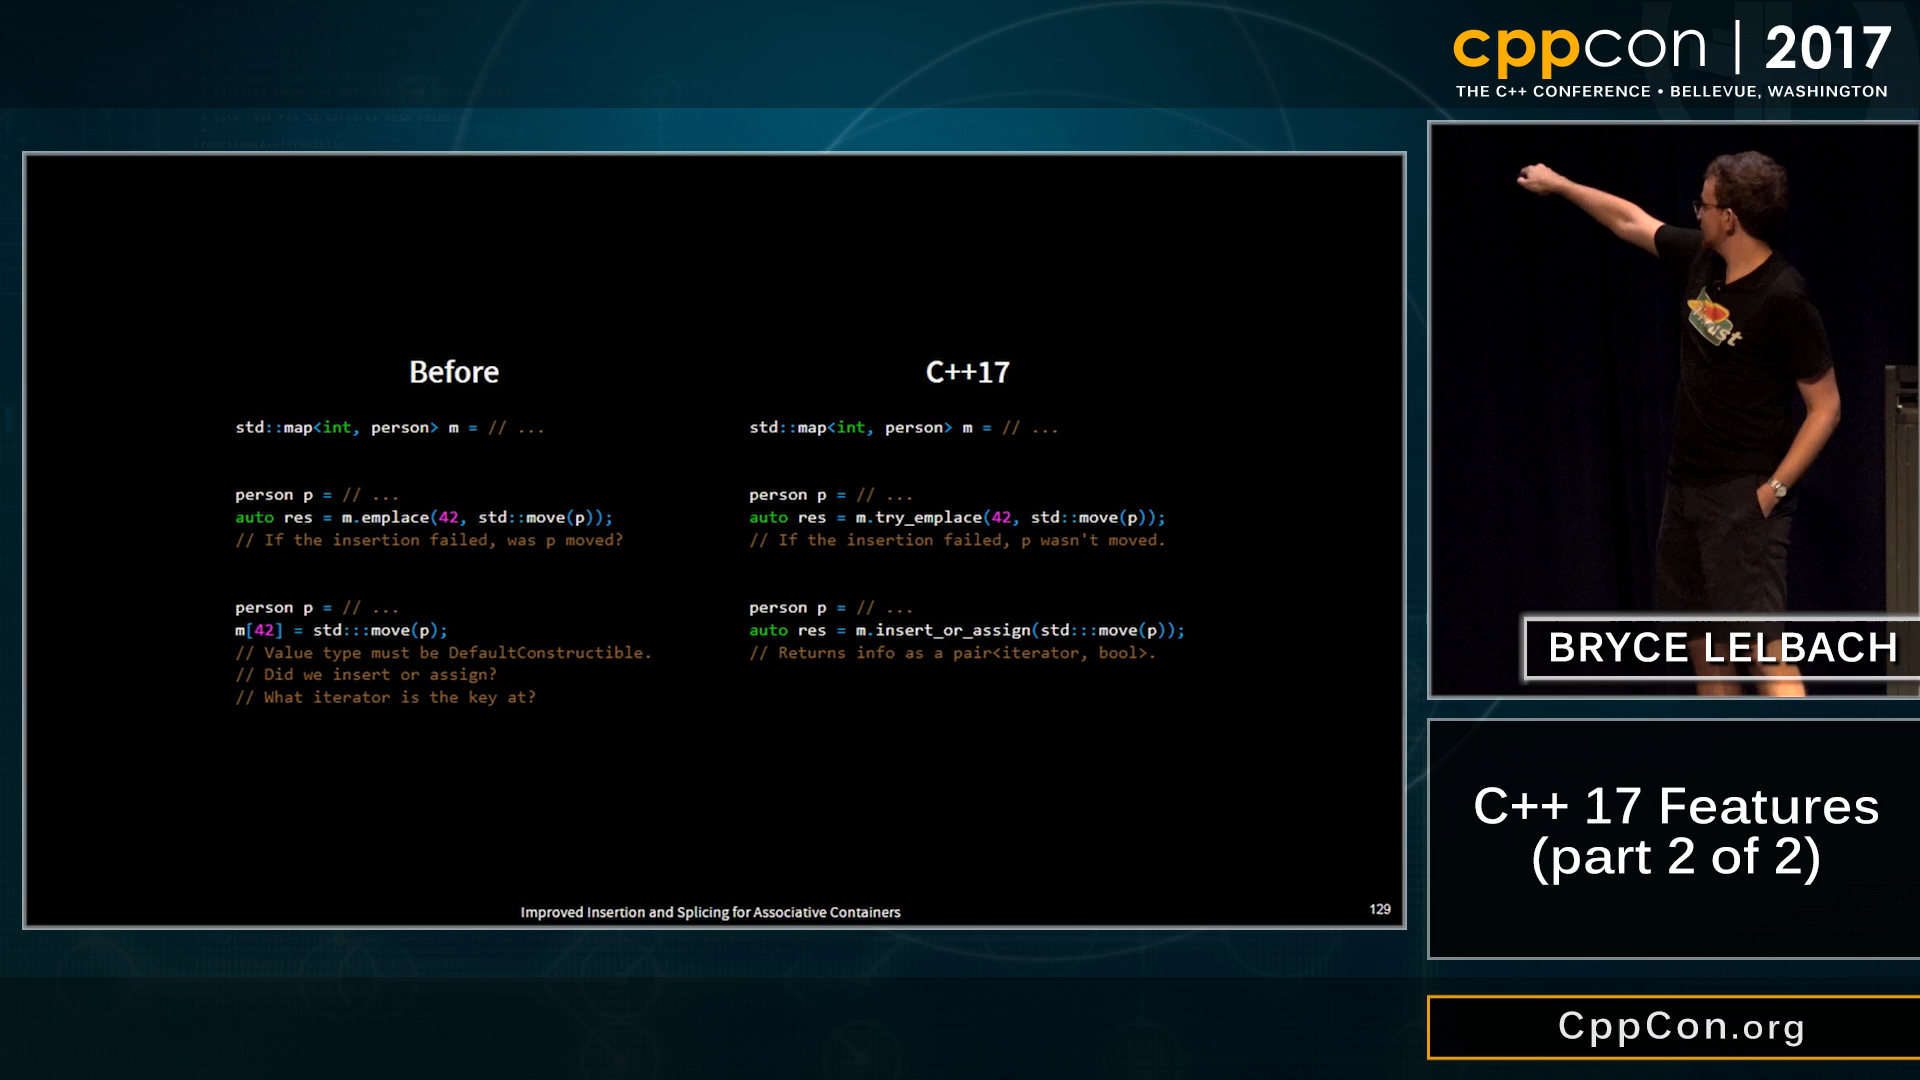 cppcon | 2017
THE C++ CONFERENCE • BELLEVUE, WASHINGTON
Before
std::map<int, person> m = // ...
person p = // ...
auto res = m.emplace(42, std::move(p));
// If the insertion failed, was p moved?
person p = // ...
m[42] = std:::move(p);
// Value type must be DefaultConstructible.
// Did we insert or assign?
// What iterator is the key at?
C++17
std::map<int, person> m = // ...
person p = // ...
auto res = m.try_emplace(42, std::move(p));
// If the insertion failed, p wasn't moved.
person p = // ...
auto res = m.insert_or_assign(std:::move(p));
// Returns info as a pair<iterator, bool>.
Improved Insertion and Splicing for Associative Containers
129
BRYCE LELBACH
C++ 17 Features
(part 2 of 2)
CppCon.org